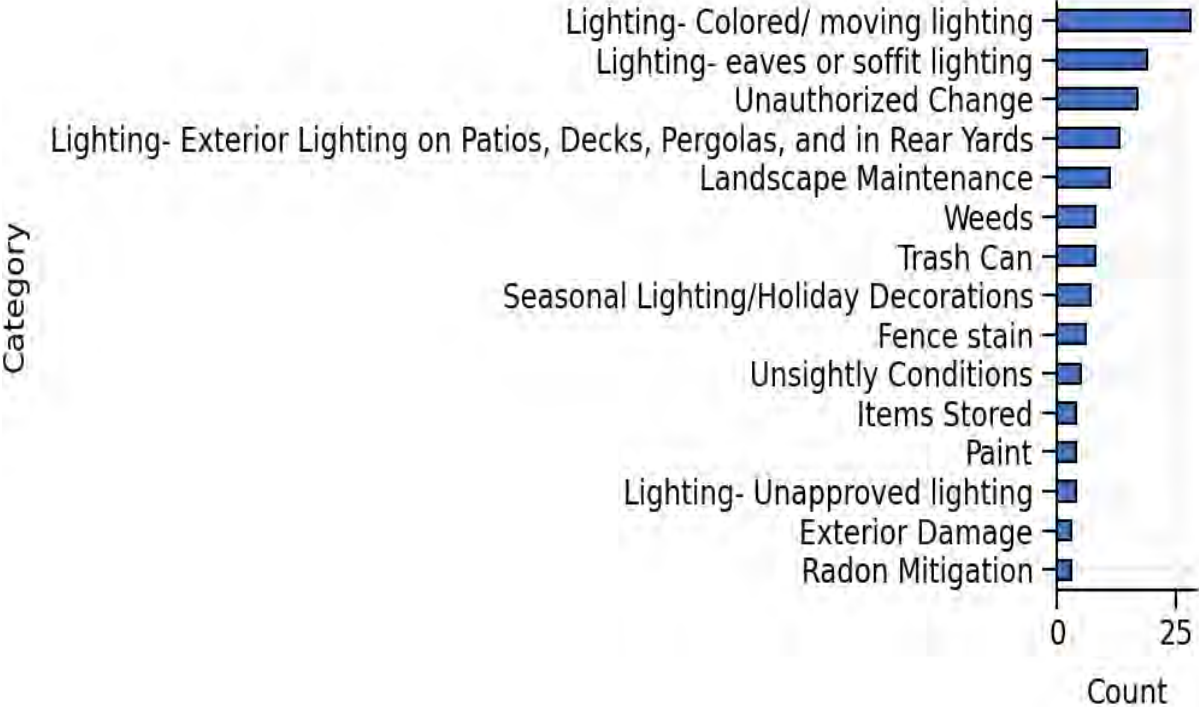 Lighting- Colored/ moving lighting
Lighting- eaves or soffit lighting
Unauthorized Change
Lighting- Exterior Lighting on Patios, Decks, Pergolas, and in Rear Yards
Landscape Maintenance
Weeds
Trash Can
Seasonal Lighting/Holiday Decorations
Fence stain
Unsightly Conditions
Items Stored
Paint
Lighting- Unapproved lighting
Exterior Damage
Radon Mitigation
Category
0 25
Count